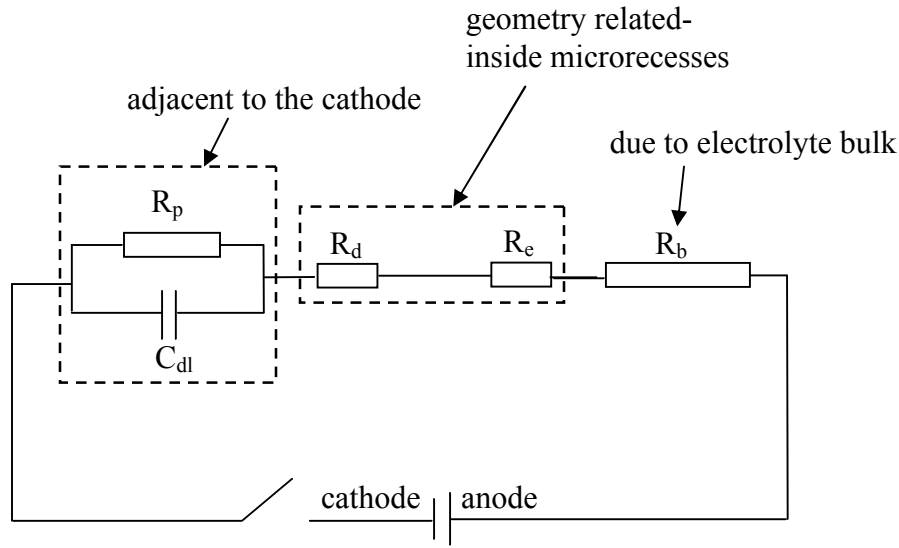 geometry related-
inside microrecesses
adjacent to the cathode
due to electrolyte bulk
Rp
Rd
Re
Rb
Cdl
cathode
anode